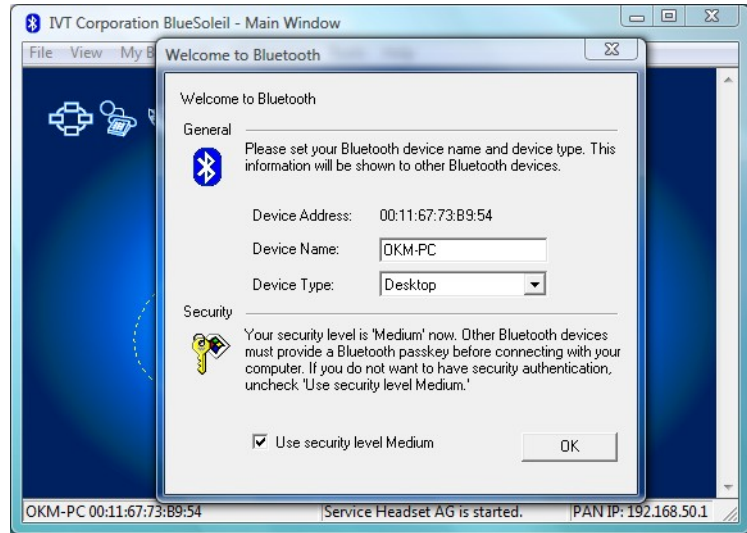 IVT Corporation BlueSoleil - Main Window
File View My B
Welcome to Bluetooth
Welcome to Bluetooth
General
Please set your Bluetooth device name and device type. This
information will be shown to other Bluetooth devices.
Device Address: 00:11:67:73:B9:54
Device Name: OKM-PC
Device Type: Desktop
Security
Your security level is 'Medium' now. Other Bluetooth devices
must provide a Bluetooth passkey before connecting with your
computer. If you do not want to have security authentication,
uncheck 'Use security level Medium.'
Use security level Medium OK
OKM-PC 00:11:67:73:B9:54 Service Headset AG is started. PAN IP: 192.168.50.1